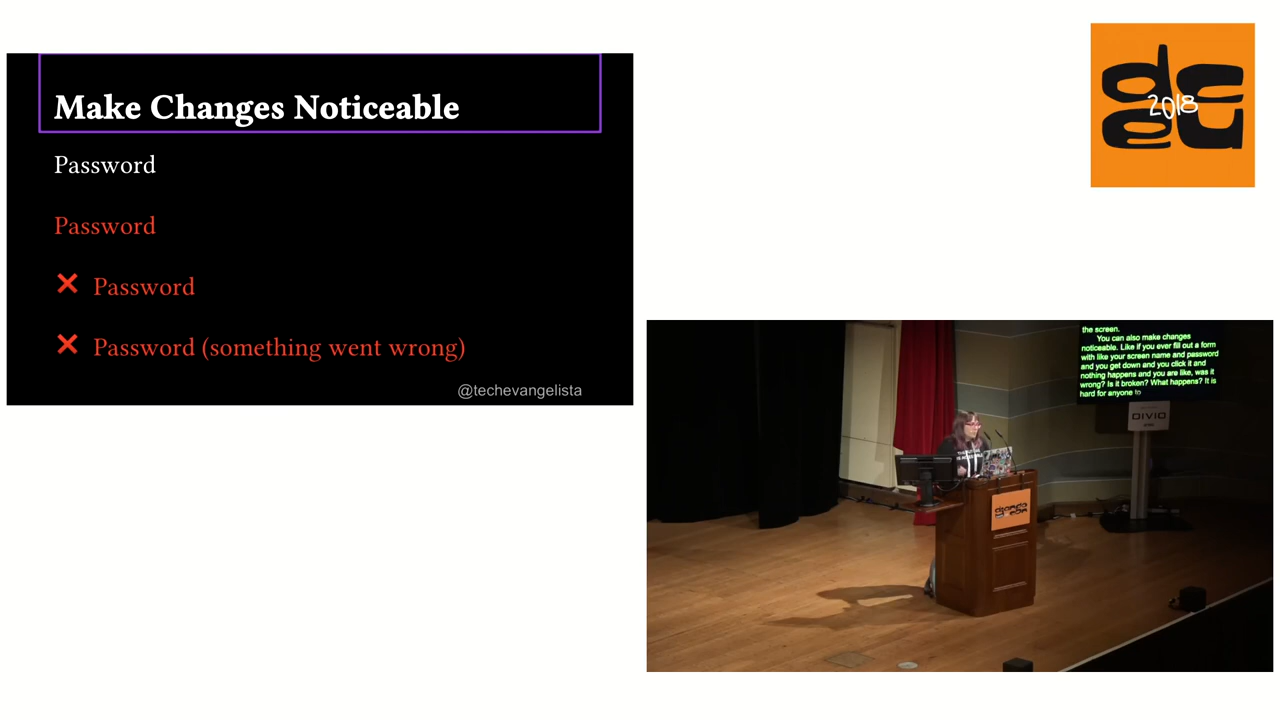 Make Changes Noticeable
Password
Password
✕ Password
✕ Password (something went wrong)
@techevangelista
2018
the screen.
You can also make changes
noticeable. Like if you ever fill out a form
with like your screen name and password
and you get down and you click it and
nothing happens and you are like, was it
wrong? Is it broken? What happens? It is
hard for anyone to
DIVIO